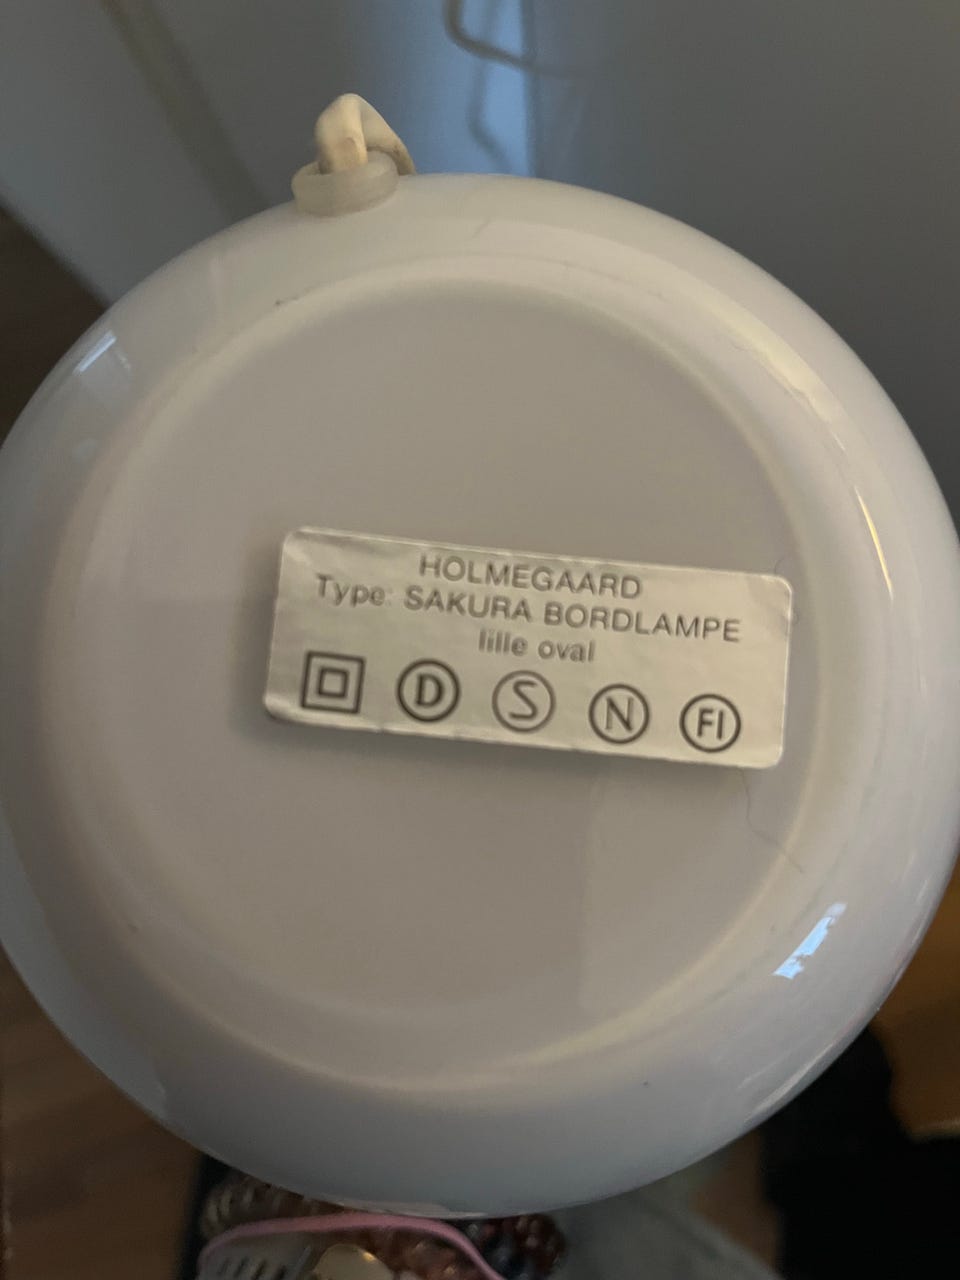 HOLMEGAARD
Type: SAKURA BORDLAMPE
lille oval
D S N FI